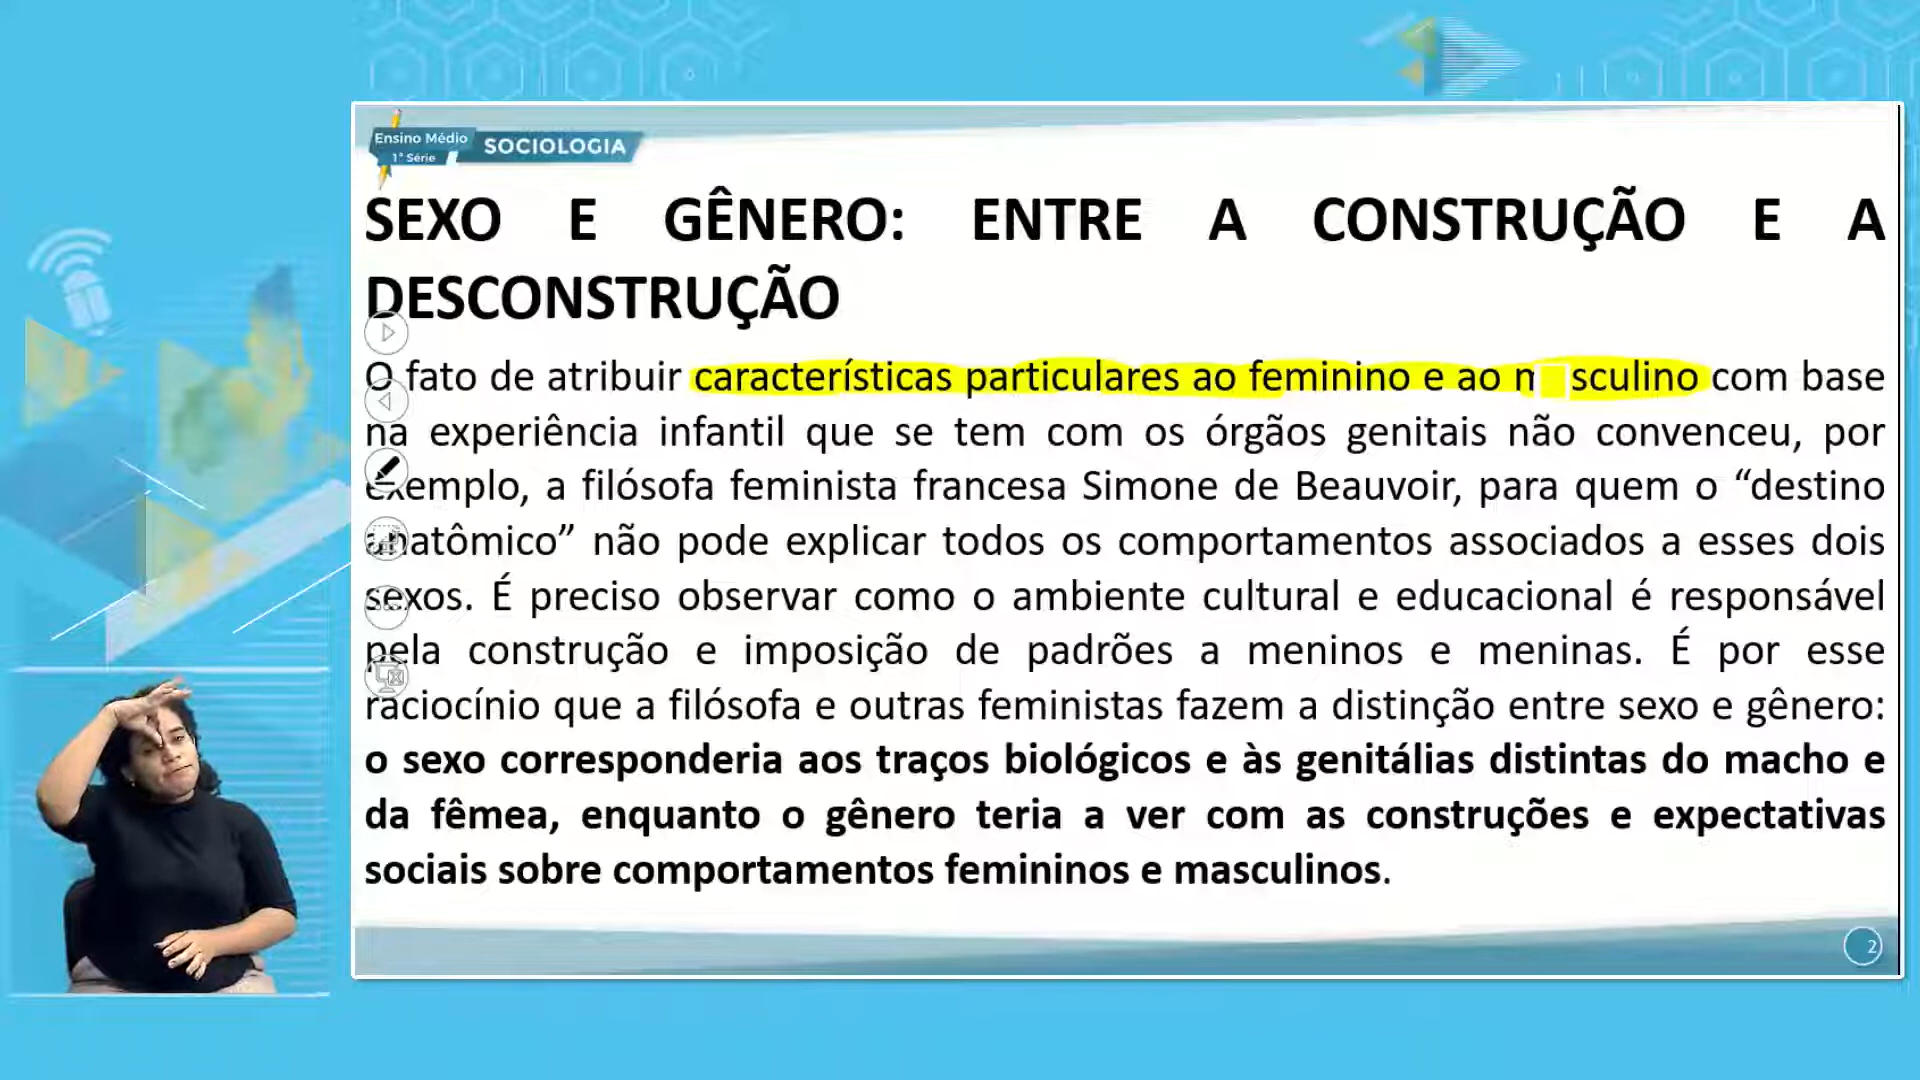 Ensino Médio
1ª Série
SOCIOLOGIA
SEXO E GÊNERO: ENTRE A CONSTRUÇÃO E A
DESCONSTRUÇÃO
O fato de atribuir características particulares ao feminino e ao m sculino com base
na experiência infantil que se tem com os órgãos genitais não convenceu, por
exemplo, a filósofa feminista francesa Simone de Beauvoir, para quem o “destino
anatômico” não pode explicar todos os comportamentos associados a esses dois
sexos. É preciso observar como o ambiente cultural e educacional é responsável
pela construção e imposição de padrões a meninos e meninas. É por esse
raciocínio que a filósofa e outras feministas fazem a distinção entre sexo e gênero:
o sexo corresponderia aos traços biológicos e às genitálias distintas do macho e
da fêmea, enquanto o gênero teria a ver com as construções e expectativas
sociais sobre comportamentos femininos e masculinos.
2